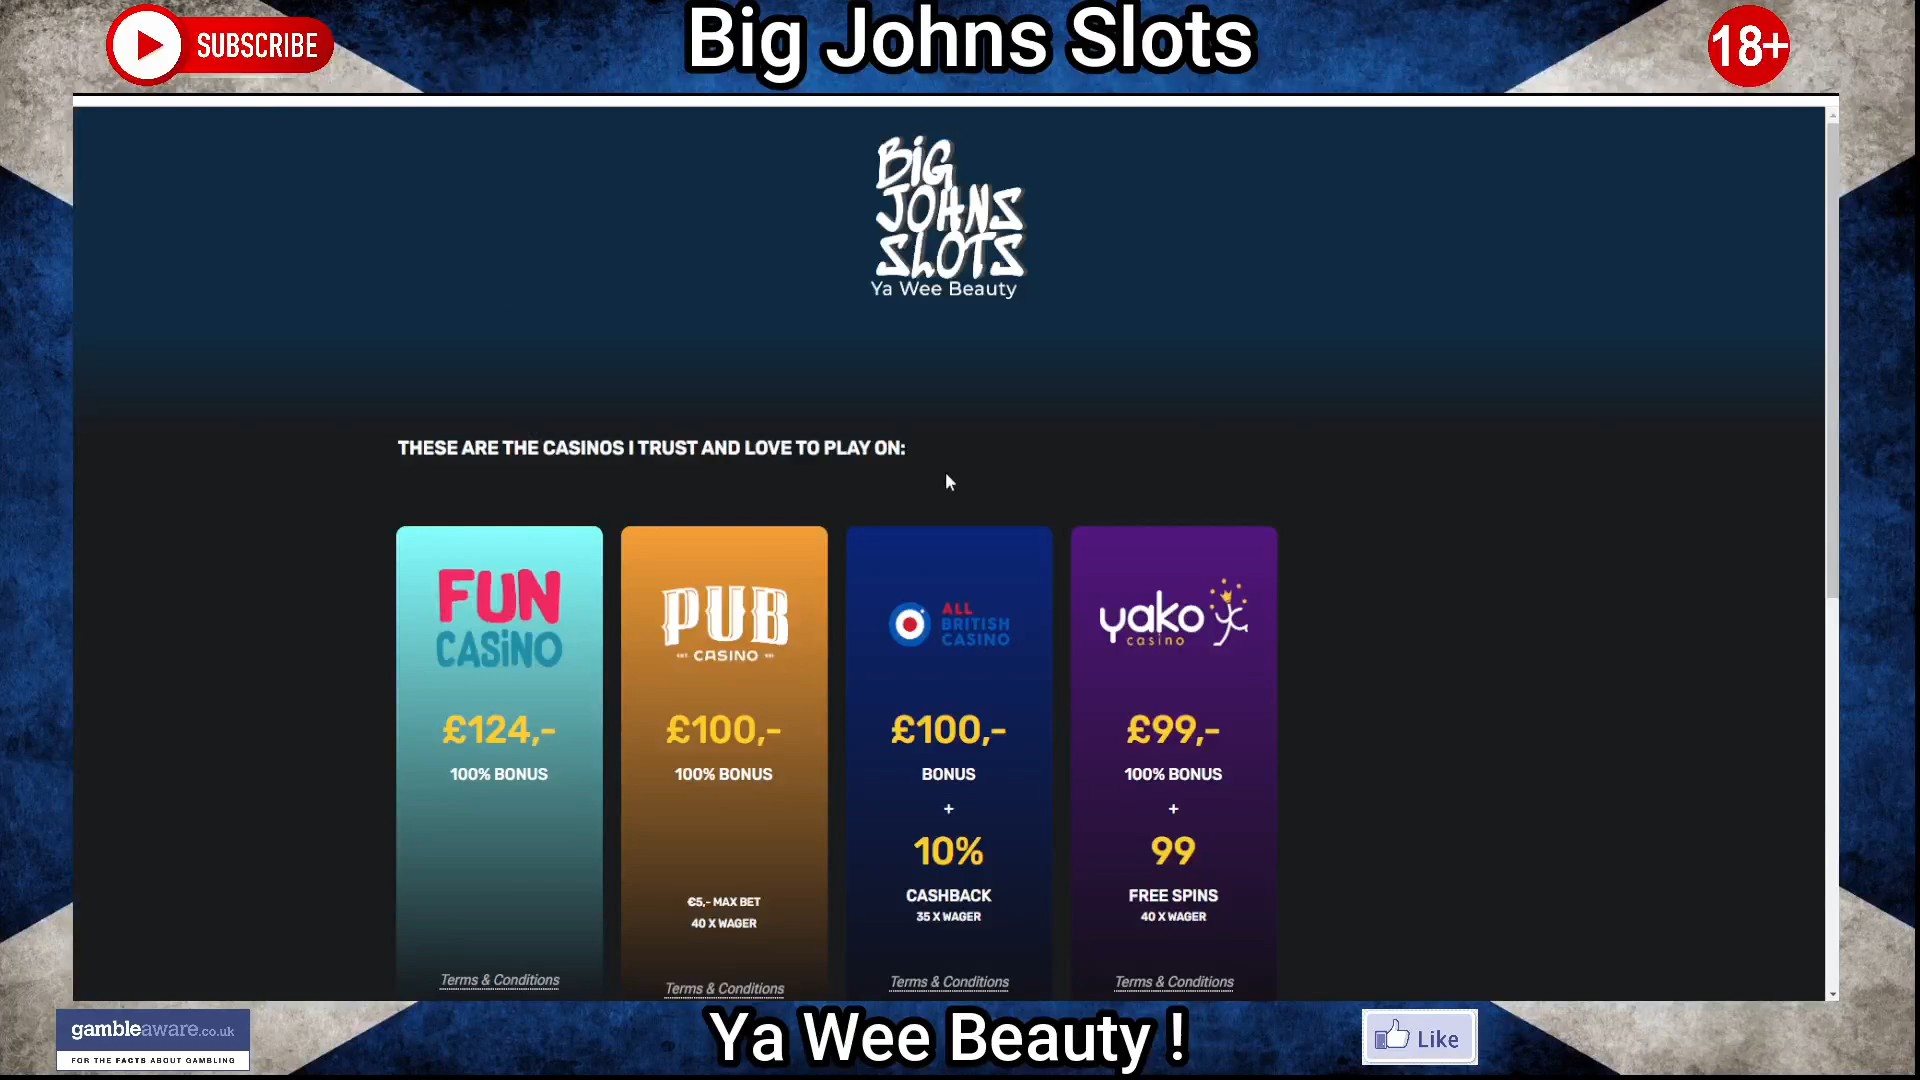 SUBSCRIBE
Big Johns Slots
18+
BIG
JOHNS
SLOTS
Ya Wee Beauty
THESE ARE THE CASINOS I TRUST AND LOVE TO PLAY ON:
FUN
CASINO
£124,-
100% BONUS
Terms & Conditions
PUB
CASINO
£100,-
100% BONUS
€5,- MAX BET
40 X WAGER
Terms & Conditions
ALL
BRITISH
CASINO
£100,-
BONUS
+
10%
CASHBACK
35 X WAGER
Terms & Conditions
yako
casino
£99,-
100% BONUS
+
99
FREE SPINS
40 X WAGER
Terms & Conditions
gambleaware.co.uk
FOR THE FACTS ABOUT GAMBLING
Ya Wee Beauty !
Like